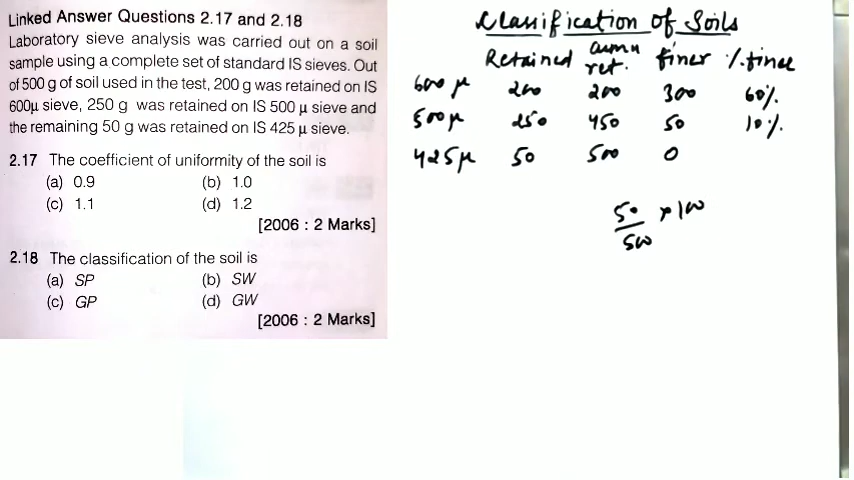 Linked Answer Questions 2.17 and 2.18
Laboratory sieve analysis was carried out on a soil
sample using a complete set of standard IS sieves. Out
of 500 g of soil used in the test, 200 g was retained on IS
600μ sieve, 250 g was retained on IS 500 μ sieve and
the remaining 50 g was retained on IS 425 μ sieve.
2.17 The coefficient of uniformity of the soil is
(a) 0.9 (b) 1.0
(c) 1.1 (d) 1.2
[2006 : 2 Marks]
2.18 The classification of the soil is
(a) SP (b) SW
(c) GP (d) GW
[2006 : 2 Marks]
Classification of Soils
Retained cumu ret. finer % finer
600 μ 200 200 300 60%
500 μ 250 450 50 10%
425 μ 50 500 0
50/500 × 100